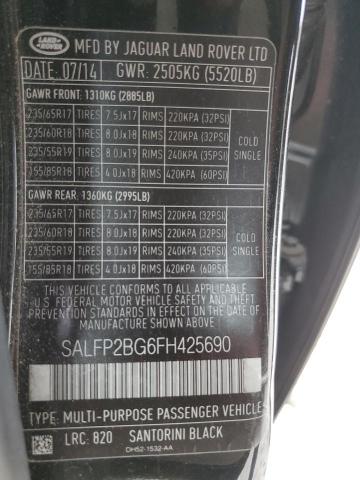 LAND ROVER
MFD BY JAGUAR LAND ROVER LTD
DATE: 07/14 GWR: 2505KG (5520LB)
GAWR FRONT: 1310KG (2885LB)
235/65R17 TIRES 7.5Jx17 RIMS 220KPA (32PSI)
235/60R18 TIRES 8.0Jx18 RIMS 220KPA (32PSI) COLD
235/55R19 TIRES 8.0Jx19 RIMS 240KPA (35PSI) SINGLE
155/85R18 TIRES 4.0Jx18 RIMS 420KPA (60PSI)
GAWR REAR: 1360KG (2995LB)
235/65R17 TIRES 7.5Jx17 RIMS 220KPA (32PSI)
235/60R18 TIRES 8.0Jx18 RIMS 220KPA (32PSI) COLD
235/55R19 TIRES 8.0Jx19 RIMS 240KPA (35PSI) SINGLE
155/85R18 TIRES 4.0Jx18 RIMS 420KPA (60PSI)
THIS VEHICLE CONFORMS TO ALL APPLICABLE
U.S. FEDERAL MOTOR VEHICLE SAFETY STANDARDS
IN EFFECT ON THE DATE OF
MANUFACTURE SHOWN ABOVE.
SALFP2BG6FH425690
TYPE: MULTI-PURPOSE PASSENGER VEHICLE
LRC: 820 SANTORINI BLACK
DH52-1532-AA